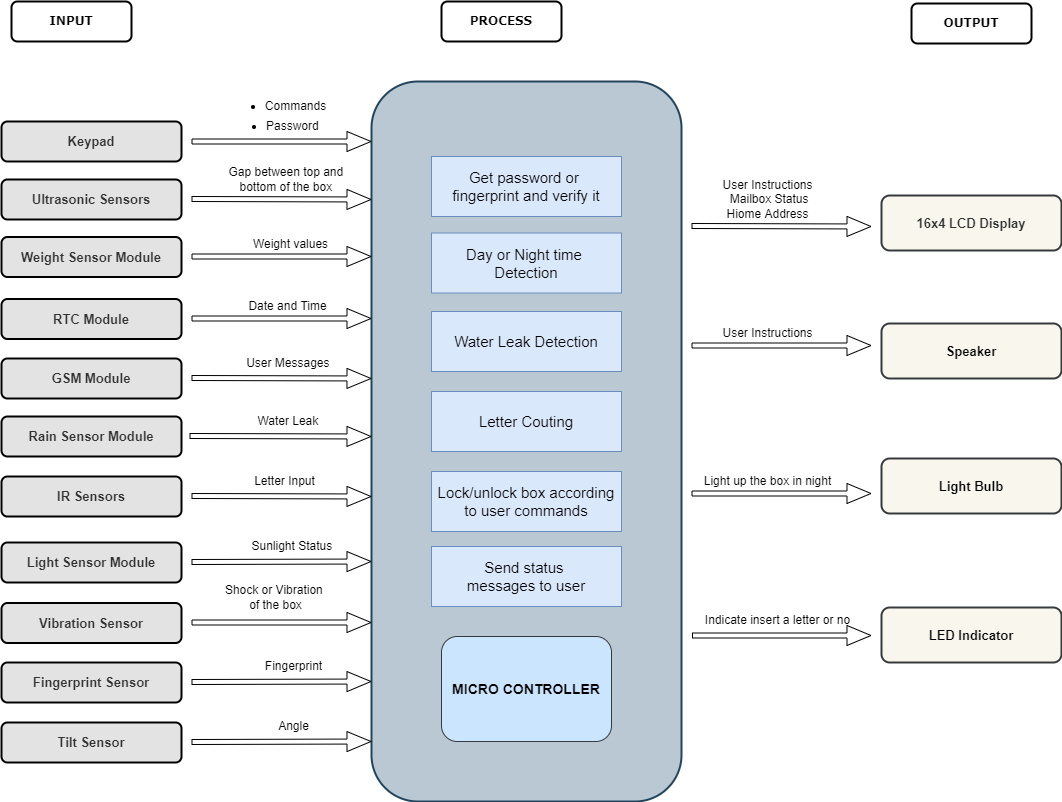 INPUT
PROCESS
OUTPUT
Commands
Password
Keypad
Gap between top and
bottom of the box
Ultrasonic Sensors
Weight values
Weight Sensor Module
Date and Time
RTC Module
User Messages
GSM Module
Water Leak
Rain Sensor Module
Letter Input
IR Sensors
Sunlight Status
Light Sensor Module
Shock or Vibration
of the box
Vibration Sensor
Fingerprint
Fingerprint Sensor
Angle
Tilt Sensor
Get password or
fingerprint and verify it
Day or Night time
Detection
Water Leak Detection
Letter Couting
Lock/unlock box according
to user commands
Send status
messages to user
MICRO CONTROLLER
User Instructions
Mailbox Status
Hiome Address
16x4 LCD Display
User Instructions
Speaker
Light up the box in night
Light Bulb
Indicate insert a letter or no
LED Indicator